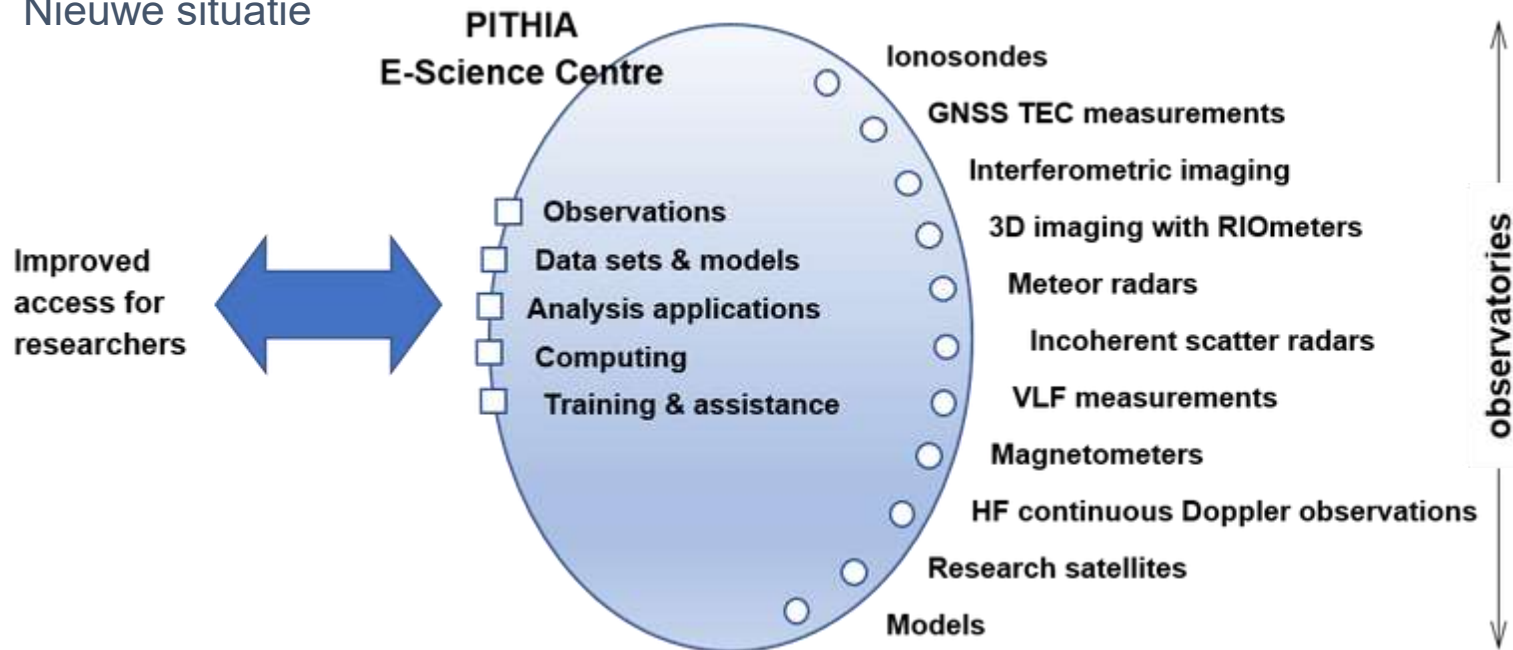 Nieuwe situatie
PITHIA
E-Science Centre
Improved
access for
researchers
Observations
Data sets & models
Analysis applications
Computing
Training & assistance
Ionosondes
GNSS TEC measurements
Interferometric imaging
3D imaging with RIOmeters
Meteor radars
Incoherent scatter radars
VLF measurements
Magnetometers
HF continuous Doppler observations
Research satellites
Models
observatories